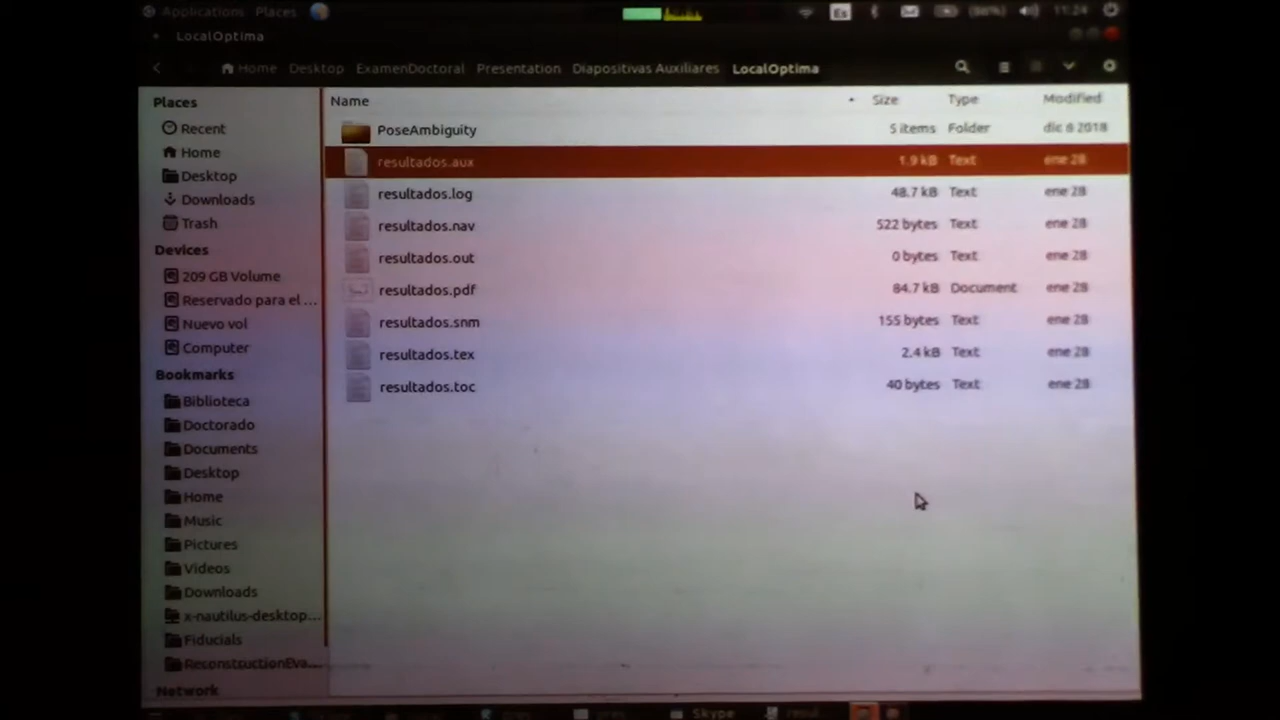 Applications Places Es (86%) 11:24
LocalOptima
Home Desktop ExamenDoctoral Presentation Diapositivas Auxiliares LocalOptima
Places
Recent
Home
Desktop
Downloads
Trash
Devices
209 GB Volume
Reservado para el ...
Nuevo vol
Computer
Bookmarks
Biblioteca
Doctorado
Documents
Desktop
Home
Music
Pictures
Videos
Downloads
x-nautilus-desktop...
Fiducials
ReconstructionEva...
Network
Name Size Type Modified
PoseAmbiguity 5 items Folder dic 6 2018
resultados.aux 1.9 kB Text ene 28
resultados.log 48.7 kB Text ene 28
resultados.nav 522 bytes Text ene 28
resultados.out 0 bytes Text ene 28
resultados.pdf 84.7 kB Document ene 28
resultados.snm 155 bytes Text ene 28
resultados.tex 2.4 kB Text ene 28
resultados.toc 40 bytes Text ene 28
Skype